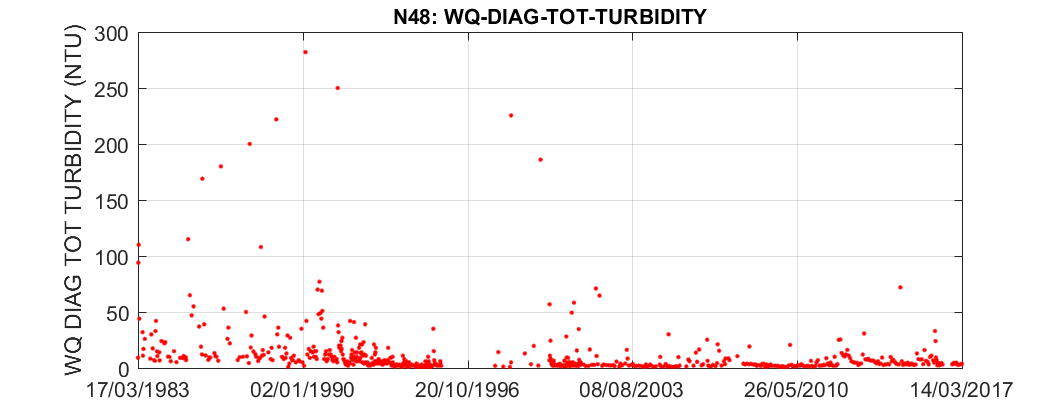 N48: WQ-DIAG-TOT-TURBIDITY
WQ DIAG TOT TURBIDITY (NTU)
300
250
200
150
100
50
0
17/03/1983 02/01/1990 20/10/1996 08/08/2003 26/05/2010 14/03/2017